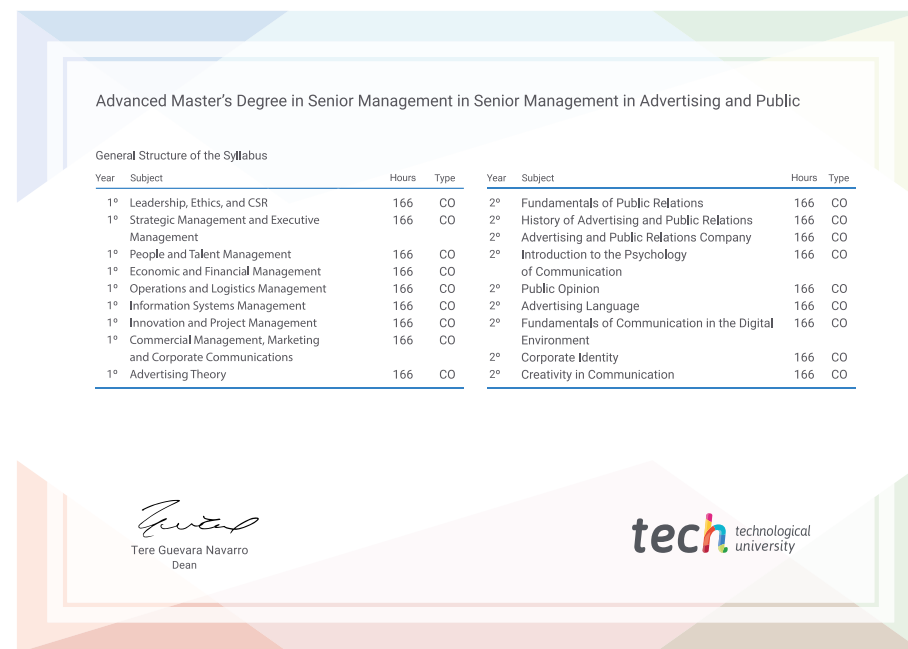 Advanced Master's Degree in Senior Management in Senior Management in Advertising and Public
General Structure of the Syllabus
Year Subject Hours Type
1º Leadership, Ethics, and CSR 166 CO
1º Strategic Management and Executive 166 CO
Management
1º People and Talent Management 166 CO
1º Economic and Financial Management 166 CO
1º Operations and Logistics Management 166 CO
1º Information Systems Management 166 CO
1º Innovation and Project Management 166 CO
1º Commercial Management, Marketing 166 CO
and Corporate Communications
1º Advertising Theory 166 CO
Year Subject Hours Type
2º Fundamentals of Public Relations 166 CO
2º History of Advertising and Public Relations 166 CO
2º Advertising and Public Relations Company 166 CO
2º Introduction to the Psychology 166 CO
of Communication
2º Public Opinion 166 CO
2º Advertising Language 166 CO
2º Fundamentals of Communication in the Digital 166 CO
Environment
2º Corporate Identity 166 CO
2º Creativity in Communication 166 CO
Tere Guevara Navarro
Dean
tech technological
university